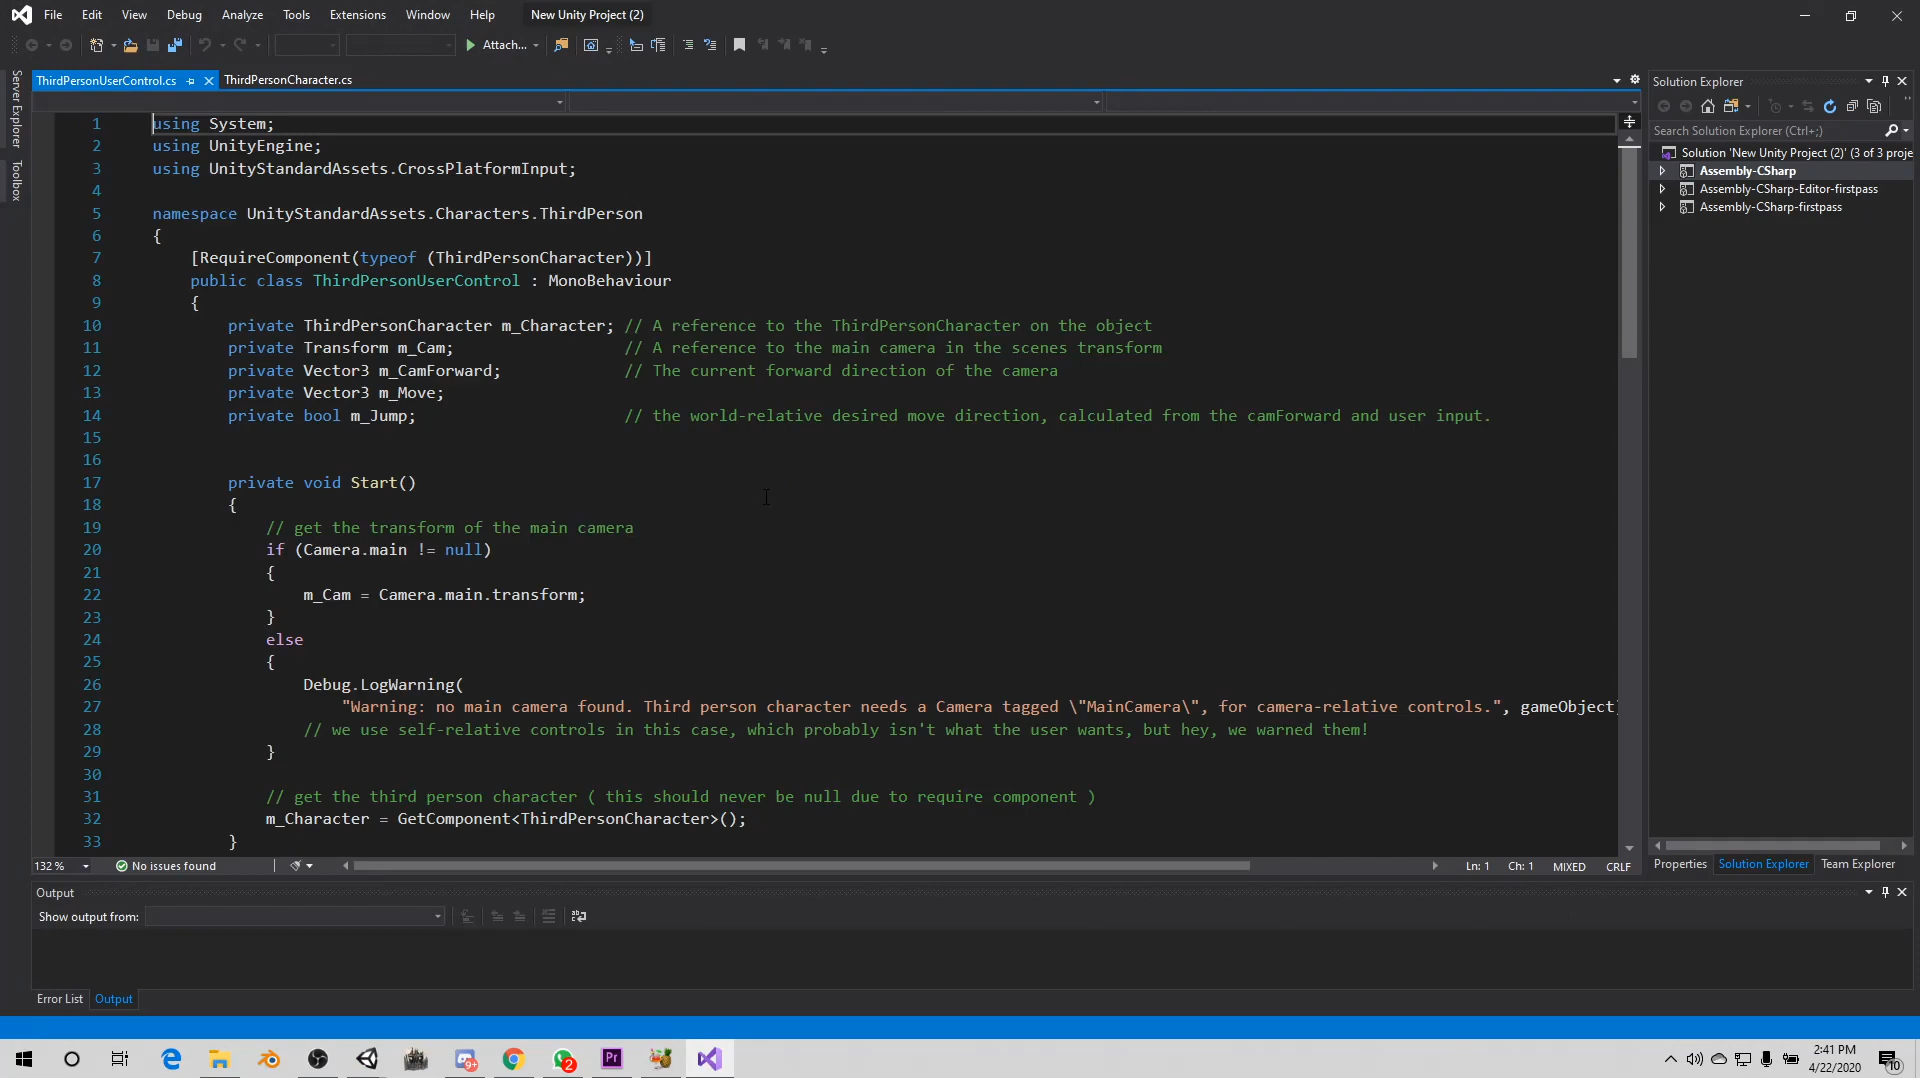 File Edit View Debug Analyze Tools Extensions Window Help New Unity Project (2)
Attach...
Server Explorer
Toolbox
ThirdPersonUserControl.cs ThirdPersonCharacter.cs
1 using System;
2 using UnityEngine;
3 using UnityStandardAssets.CrossPlatformInput;
4
5 namespace UnityStandardAssets.Characters.ThirdPerson
6 {
7 [RequireComponent(typeof (ThirdPersonCharacter))]
8 public class ThirdPersonUserControl : MonoBehaviour
9 {
10 private ThirdPersonCharacter m_Character; // A reference to the ThirdPersonCharacter on the object
11 private Transform m_Cam; // A reference to the main camera in the scenes transform
12 private Vector3 m_CamForward; // The current forward direction of the camera
13 private Vector3 m_Move;
14 private bool m_Jump; // the world-relative desired move direction, calculated from the camForward and user input.
15
16
17 private void Start()
18 {
19 // get the transform of the main camera
20 if (Camera.main != null)
21 {
22 m_Cam = Camera.main.transform;
23 }
24 else
25 {
26 Debug.LogWarning(
27 "Warning: no main camera found. Third person character needs a Camera tagged \"MainCamera\", for camera-relative controls.", gameObject)
28 // we use self-relative controls in this case, which probably isn't what the user wants, but hey, we warned them!
29 }
30
31 // get the third person character ( this should never be null due to require component )
32 m_Character = GetComponent<ThirdPersonCharacter>();
33 }
132 % No issues found Ln: 1 Ch: 1 MIXED CRLF
Solution Explorer
Search Solution Explorer (Ctrl+;)
Solution 'New Unity Project (2)' (3 of 3 proje
Assembly-CSharp
Assembly-CSharp-Editor-firstpass
Assembly-CSharp-firstpass
Properties Solution Explorer Team Explorer
Output
Show output from:
Error List Output
9+
2
Pr
2:41 PM
4/22/2020
10